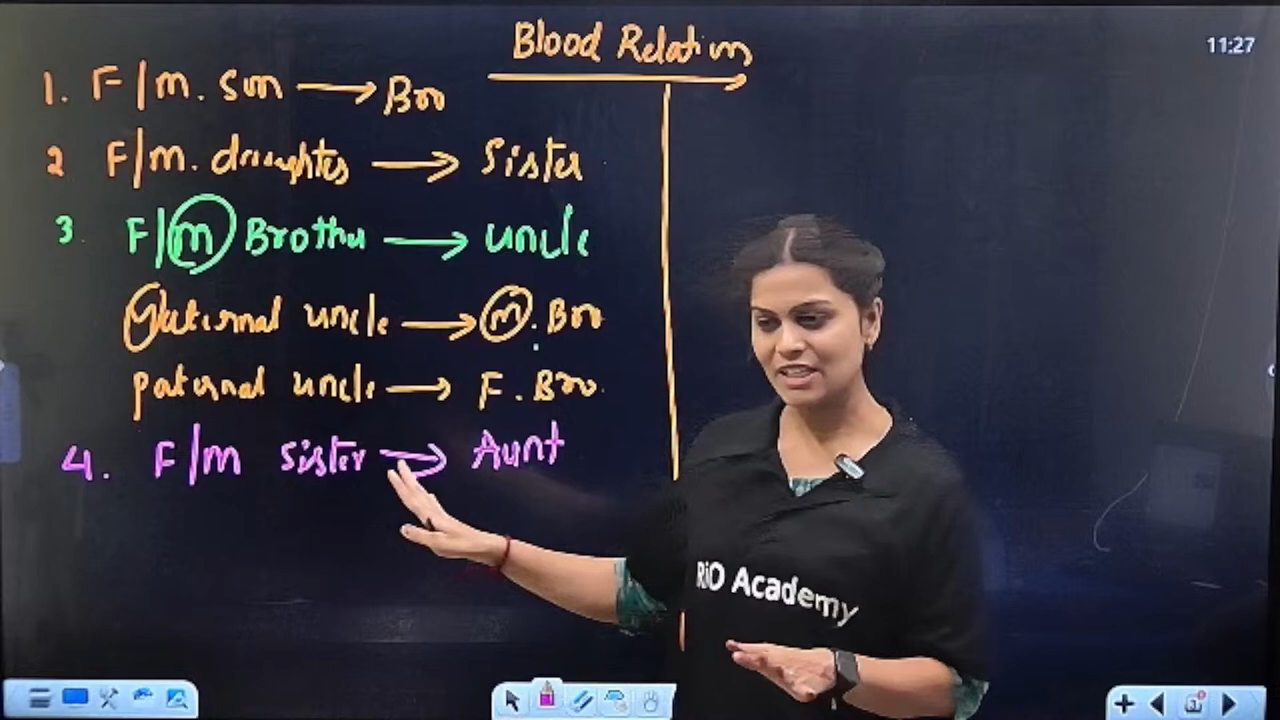 Blood Relation
11:27
1. F/m. son → Bro
2 F/m. daughter → Sister
3. F/m Brother → uncle
maternal uncle → m. Bro
paternal uncle → F. Bro.
4. F/m sister → Aunt
RiO Academy